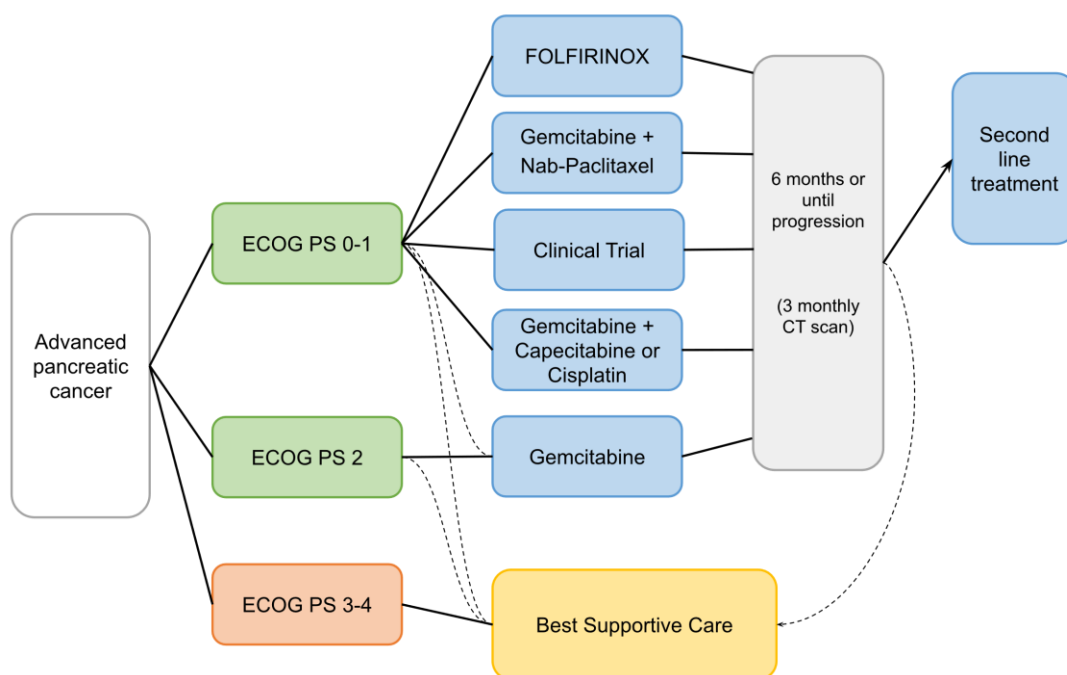 Advanced
pancreatic
cancer
ECOG PS 0-1
ECOG PS 2
ECOG PS 3-4
FOLFIRINOX
Gemcitabine +
Nab-Paclitaxel
Clinical Trial
Gemcitabine +
Capecitabine or
Cisplatin
Gemcitabine
Best Supportive Care
6 months or
until
progression
(3 monthly
CT scan)
Second
line
treatment